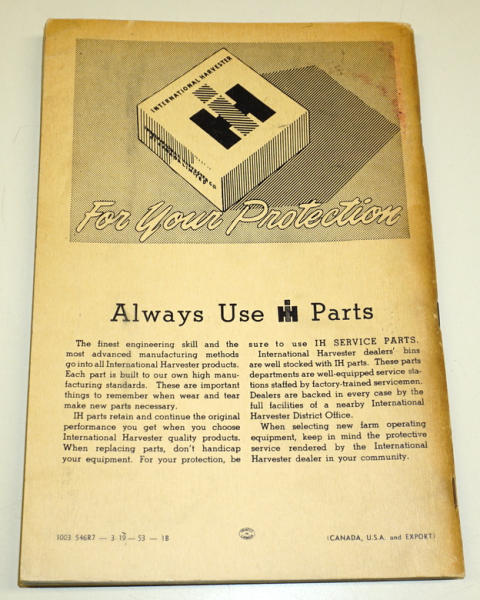 INTERNATIONAL HARVESTER
IH
For Your Protection
Always Use IH Parts
The finest engineering skill and the
most advanced manufacturing methods
go into all International Harvester products.
Each part is built to our own high manu-
facturing standards. These are important
things to remember when wear and tear
make new parts necessary.
IH parts retain and continue the original
performance you get when you choose
International Harvester quality products.
When replacing parts, don't handicap
your equipment. For your protection, be
sure to use IH SERVICE PARTS.
International Harvester dealers' bins
are well stocked with IH parts. These parts
departments are well-equipped service sta-
tions staffed by factory-trained servicemen.
Dealers are backed in every case by the
full facilities of a nearby International
Harvester District Office.
When selecting new farm operating
equipment, keep in mind the protective
service rendered by the International
Harvester dealer in your community.
1003 546R7 — 3-19 — 53 — 1B
(CANADA, U.S.A. and EXPORT)